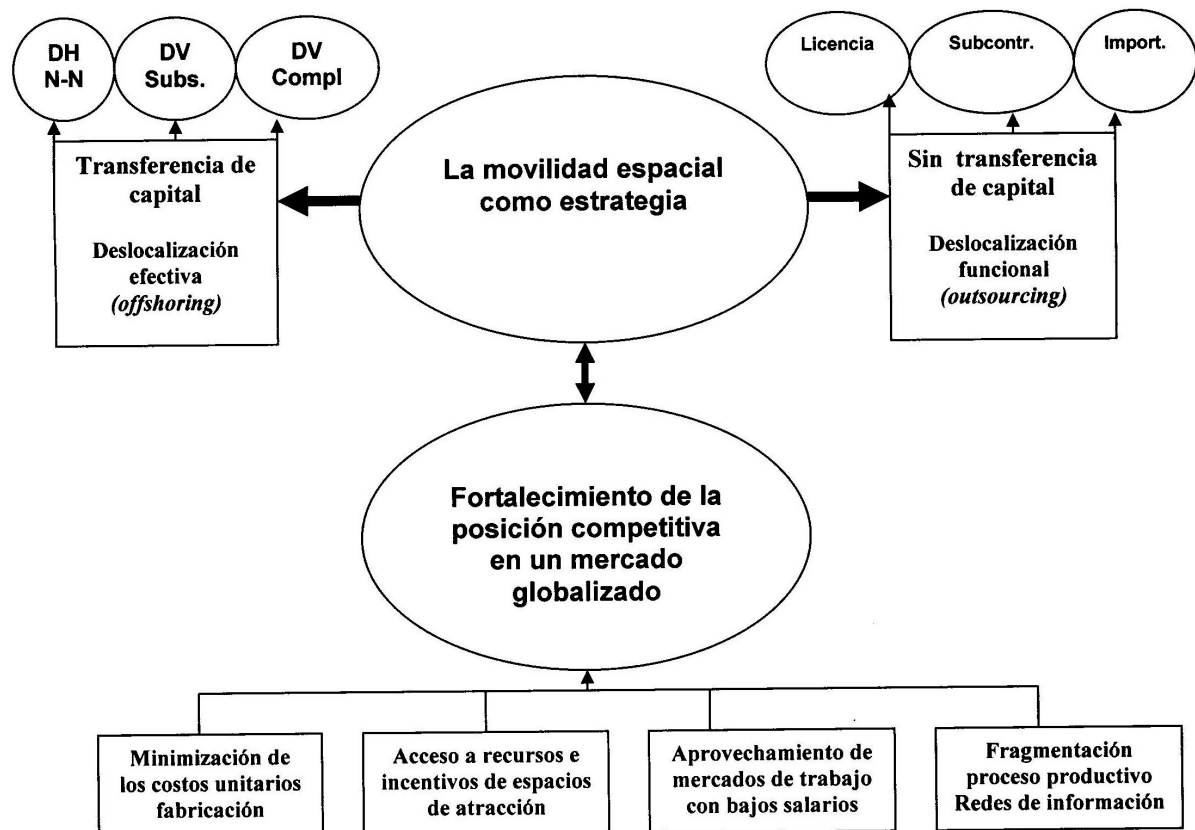 DH
N-N
DV
Subs.
DV
Compl
Licencia
Subcontr.
Import.
La movilidad espacial
como estrategia
Transferencia de
capital
Deslocalización
efectiva
(offshoring)
Sin transferencia
de capital
Deslocalización
funcional
(outsourcing)
Fortalecimiento de la
posición competitiva
en un mercado
globalizado
Minimización de
los costos unitarios
fabricación
Acceso a recursos e
incentivos de espacios
de atracción
Aprovechamiento de
mercados de trabajo
con bajos salarios
Fragmentación
proceso productivo
Redes de información